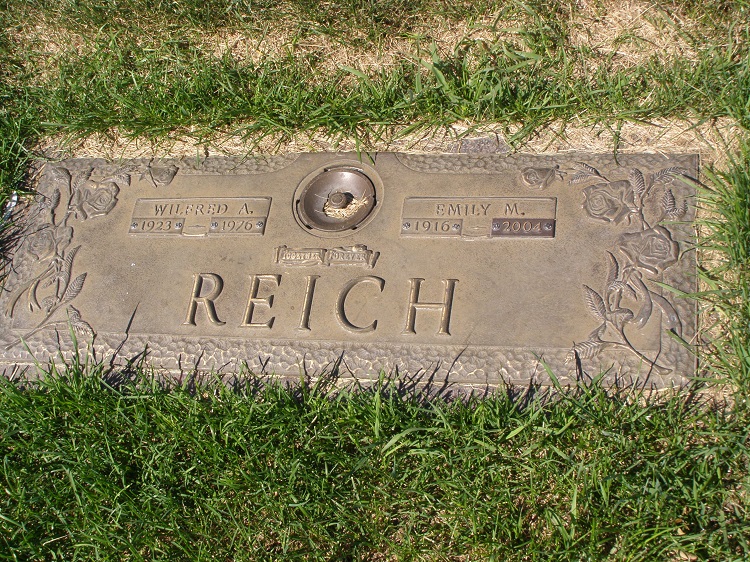 WILFRED A.
1923 – 1976
EMILY M.
1916 – 2004
TOGETHER FOREVER
REICH